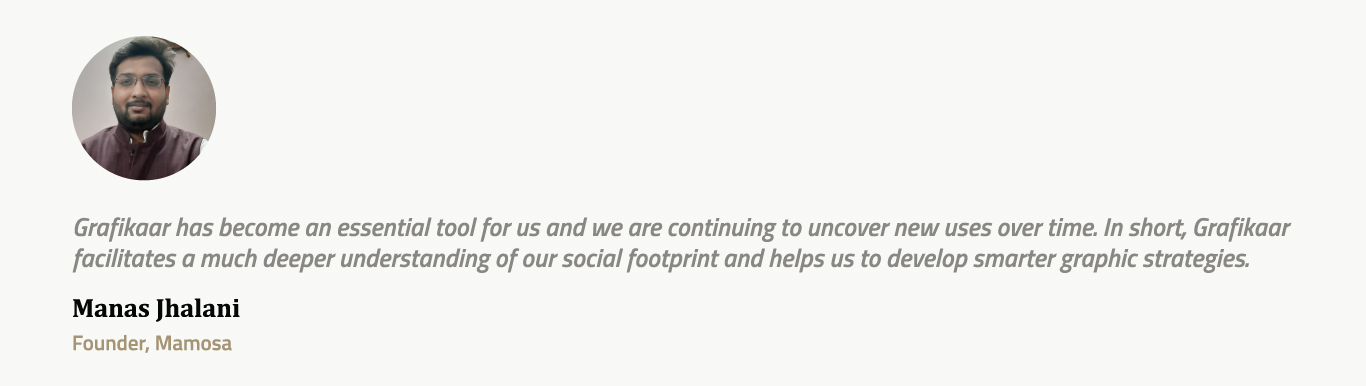 Grafikaar has become an essential tool for us and we are continuing to uncover new uses over time. In short, Grafikaar
facilitates a much deeper understanding of our social footprint and helps us to develop smarter graphic strategies.
Manas Jhalani
Founder, Mamosa